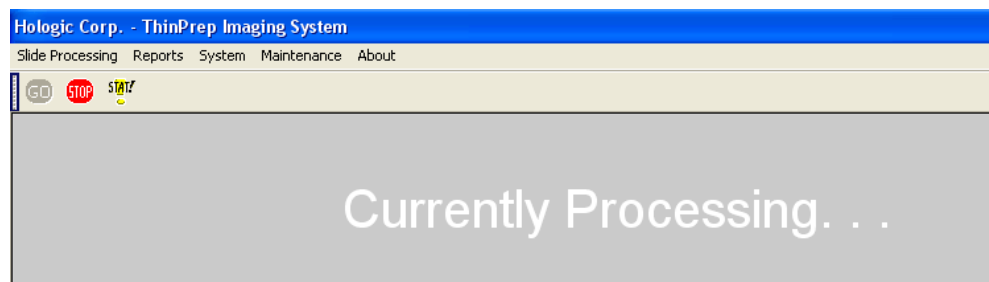 Hologic Corp. - ThinPrep Imaging System
Slide Processing Reports System Maintenance About
GO STOP STAT!
Currently Processing. . .